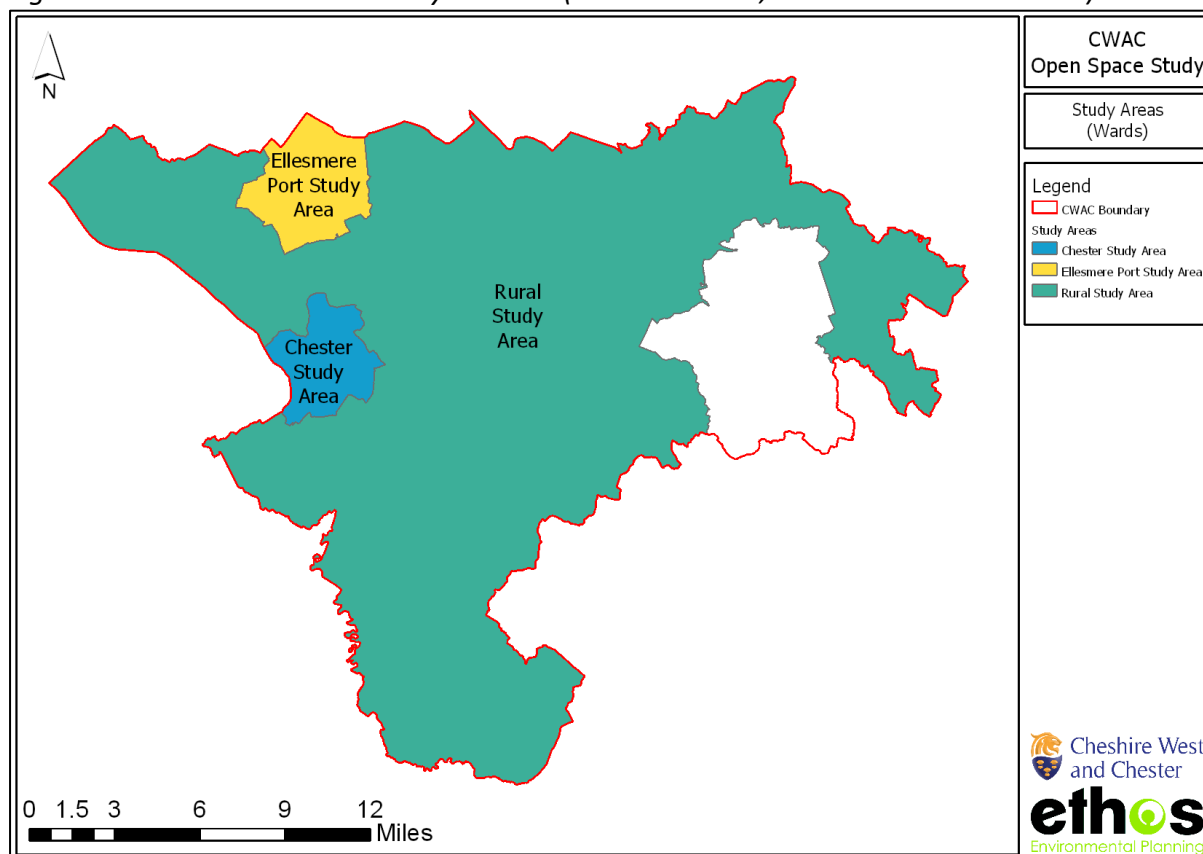 N
Ellesmere
Port Study
Area
Rural
Study
Area
Chester
Study
Area
0 1.5 3 6 9 12
Miles
CWAC
Open Space Study
Study Areas
(Wards)
Legend
CWAC Boundary
Study Areas
Chester Study Area
Ellesmere Port Study Area
Rural Study Area
Cheshire West
and Chester
ethos
Environmental Planning